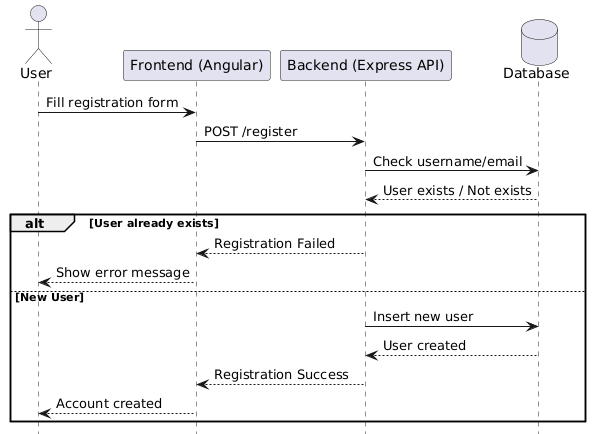 User
Frontend (Angular)
Backend (Express API)
Database
Fill registration form
POST /register
Check username/email
User exists / Not exists
alt
[User already exists]
Registration Failed
Show error message
[New User]
Insert new user
User created
Registration Success
Account created